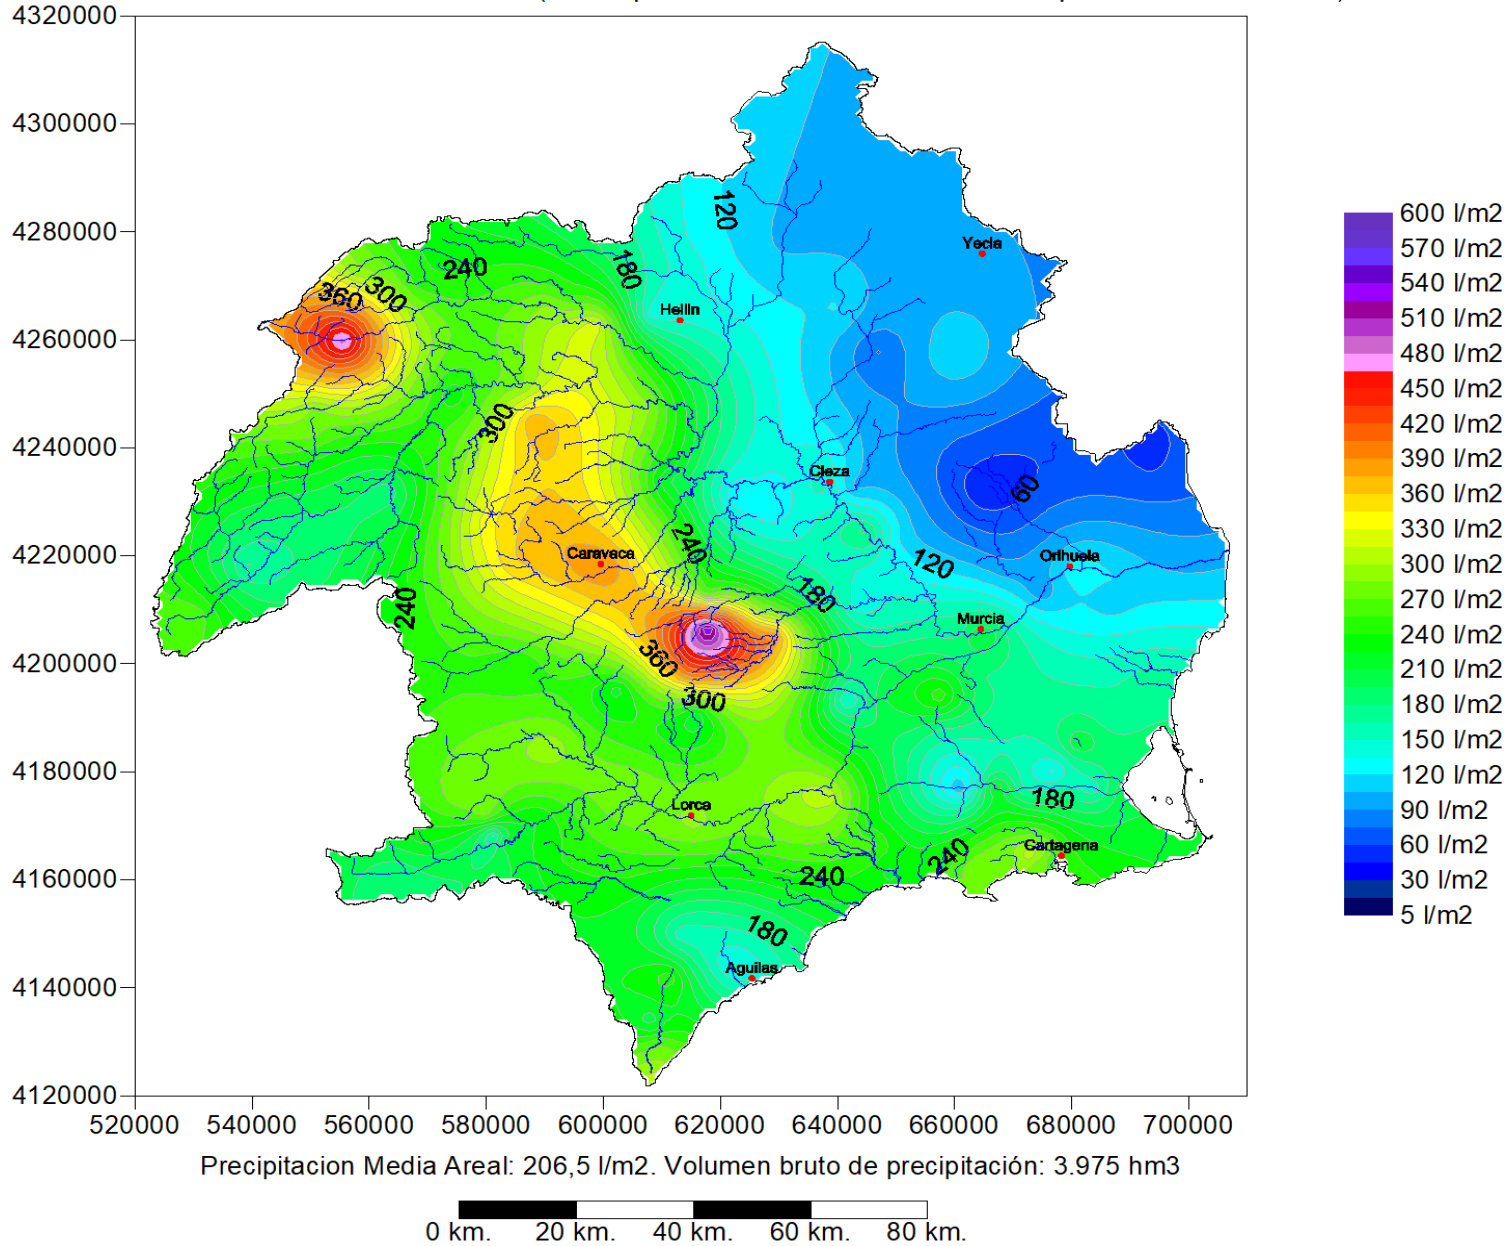 4320000
4300000
4280000
4260000
4240000
4220000
4200000
4180000
4160000
4140000
4120000
520000 540000 560000 580000 600000 620000 640000 660000 680000 700000
120
Yecla
240
180
360
300
Hellin
300
Cieza
60
240
Caravaca
120
Orihuela
240
180
Murcia
360
300
Lorca
180
240
Cartagena
240
180
Aguilas
600 l/m2
570 l/m2
540 l/m2
510 l/m2
480 l/m2
450 l/m2
420 l/m2
390 l/m2
360 l/m2
330 l/m2
300 l/m2
270 l/m2
240 l/m2
210 l/m2
180 l/m2
150 l/m2
120 l/m2
90 l/m2
60 l/m2
30 l/m2
5 l/m2
Precipitacion Media Areal: 206,5 l/m2. Volumen bruto de precipitación: 3.975 hm3
0 km. 20 km. 40 km. 60 km. 80 km.